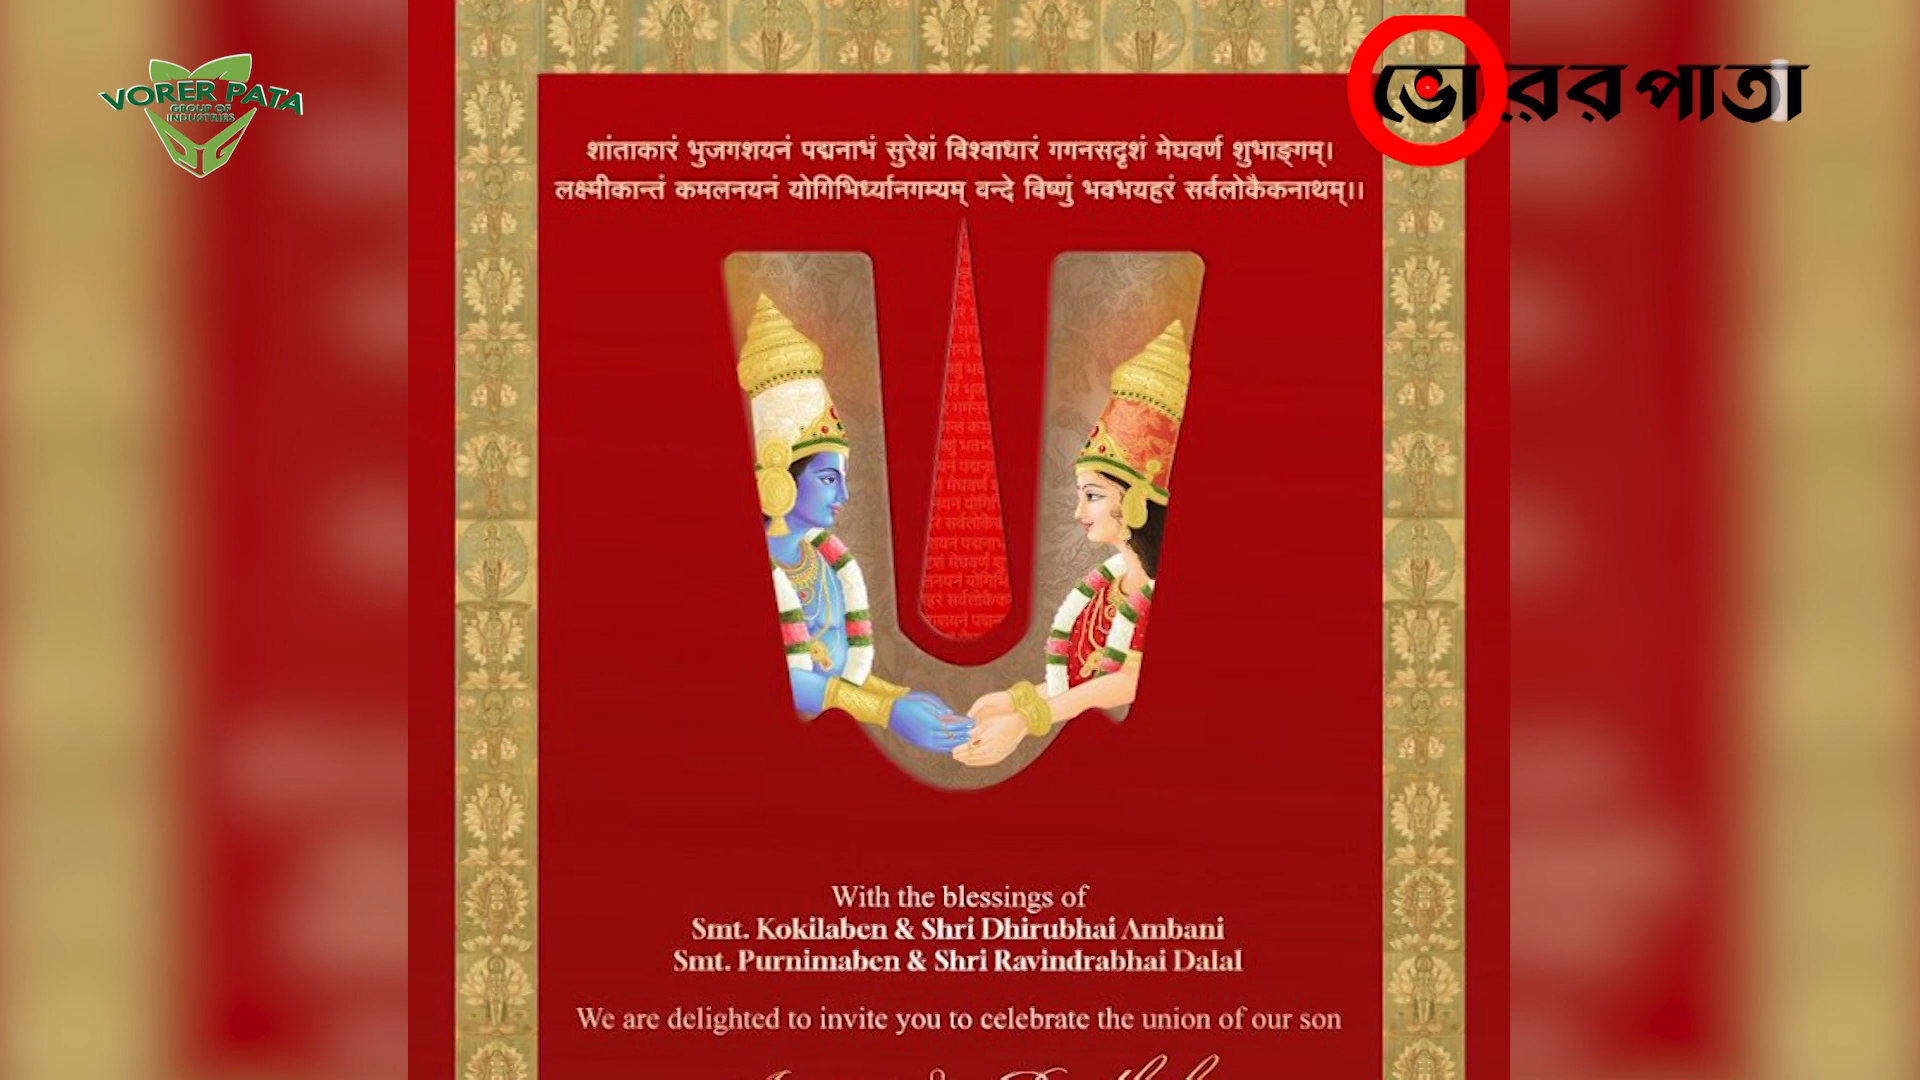 VORER PATA
GROUP OF
INDUSTRIES
ভোরের পাতা
शांताकारं भुजगशयनं पद्मनाभं सुरेशं विश्वाधारं गगनसदृशं मेघवर्ण शुभाङ्गम्।
लक्ष्मीकान्तं कमलनयनं योगिभिर्ध्यानगम्यम् वन्दे विष्णुं भवभयहरं सर्वलोकैकनाथम्।।
With the blessings of
Smt. Kokilaben & Shri Dhirubhai Ambani
Smt. Purnimaben & Shri Ravindrabhai Dalal
We are delighted to invite you to celebrate the union of our son